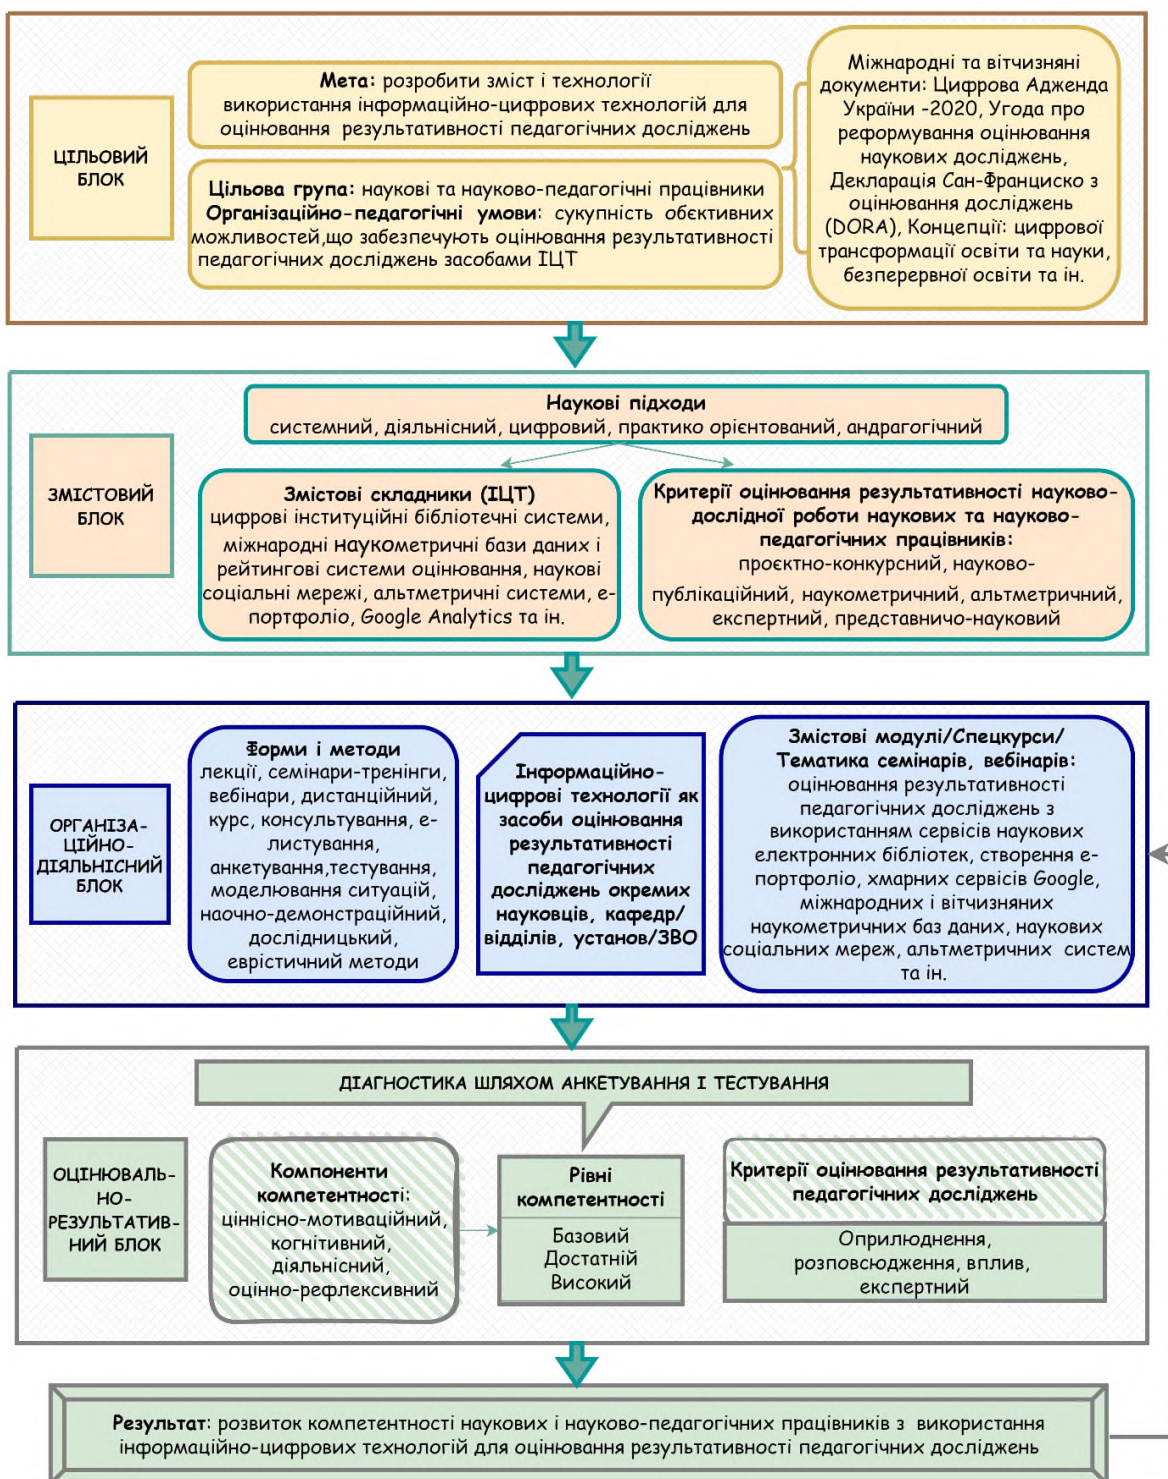 ЦІЛЬОВИЙ
БЛОК
Мета: розробити зміст і технології
використання інформаційно-цифрових технологій для
оцінювання результативності педагогічних досліджень
Цільова група: наукові та науково-педагогічні працівники
Організаційно-педагогічні умови: сукупність обєктивних
можливостей,що забезпечують оцінювання результативності
педагогічних досліджень засобами ІЦТ
Міжнародні та вітчизняні
документи: Цифрова Адженда
України -2020, Угода про
реформування оцінювання
наукових досліджень,
Декларація Сан-Франциско з
оцінювання досліджень
(DORA), Концепції: цифрової
трансформації освіти та науки,
безперервної освіти та ін.
ЗМІСТОВИЙ
БЛОК
Наукові підходи
системний, діяльнісний, цифровий, практико орієнтований, андрагогічний
Змістові складники (ІЦТ)
цифрові інституційні бібліотечні системи,
міжнародні наукометричні бази даних і
рейтингові системи оцінювання, наукові
соціальні мережі, альтметричні системи, е-
портфоліо, Google Analytics та ін.
Критерії оцінювання результативності науково-
дослідної роботи наукових та науково-
педагогічних працівників:
проєктно-конкурсний, науково-
публікаційний, наукометричний, альтметричний,
експертний, представничо-науковий
ОРГАНІЗА-
ЦІЙНО-
ДІЯЛЬНІСНИЙ
БЛОК
Форми і методи
лекції, семінари-тренінги,
вебінари, дистанційний,
курс, консультування, е-
листування,
анкетування,тестування,
моделювання ситуацій,
наочно-демонстраційний,
дослідницький,
еврістичний методи
Інформаційно-
цифрові технології як
засоби оцінювання
результативності
педагогічних
досліджень окремих
науковців, кафедр/
відділів, установ/ЗВО
Змістові модулі/Спецкурси/
Тематика семінарів, вебінарів:
оцінювання результативності
педагогічних досліджень з
використанням сервісів наукових
електронних бібліотек, створення е-
портфоліо, хмарних сервісів Google,
міжнародних і вітчизняних
наукометричних баз даних, наукових
соціальних мереж, альтметричних систем
та ін.
ДІАГНОСТИКА ШЛЯХОМ АНКЕТУВАННЯ І ТЕСТУВАННЯ
ОЦІНЮВАЛЬ-
НО-
РЕЗУЛЬТАТИВ-
НИЙ БЛОК
Компоненти
компетентності:
ціннісно-мотиваційний,
когнітивний,
діяльнісний,
оцінно-рефлексивний
Рівні
компетентності
Базовий
Достатній
Високий
Критерії оцінювання результативності
педагогічних досліджень
Оприлюднення,
розповсюдження, вплив,
експертний
Результат: розвиток компетентності наукових і науково-педагогічних працівників з використання
інформаційно-цифрових технологій для оцінювання результативності педагогічних досліджень